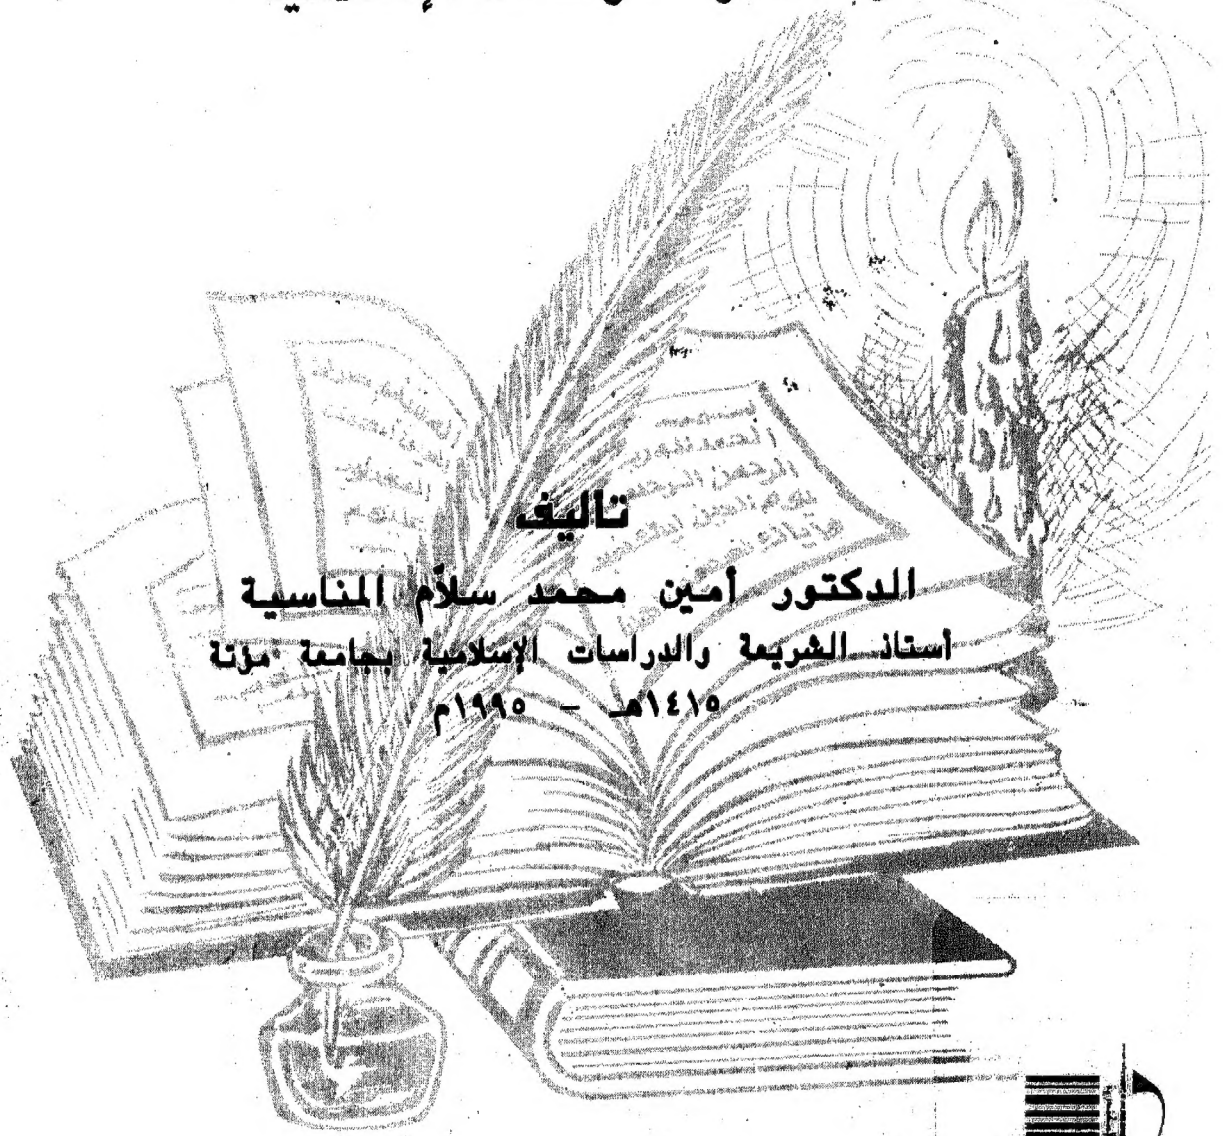 تأليف
الدكتور أمين محمد سلاّم المناسية
أستاذ الشريعة والدراسات الإسلامية بجامعة مؤتة
١٤١٥هـ – ١٩٩٥م